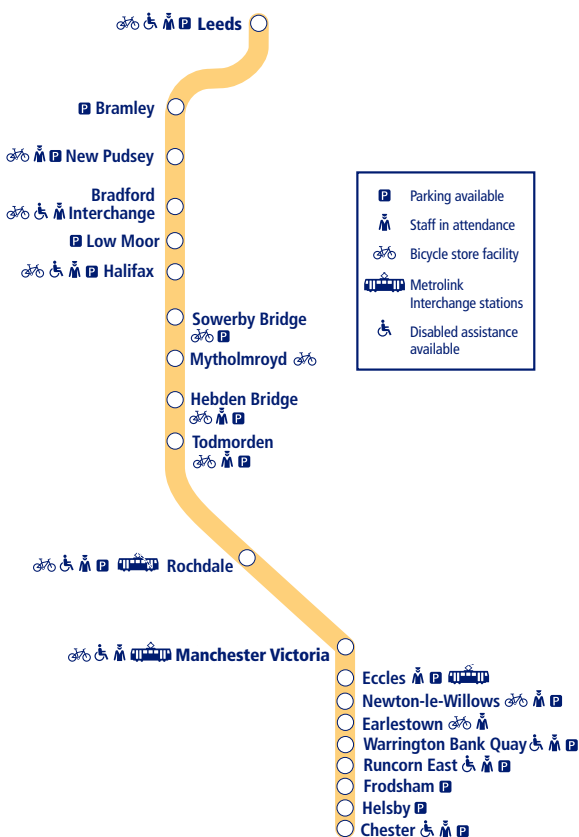 Leeds
P Bramley
P New Pudsey
Bradford
Interchange
P Low Moor
P Halifax
Sowerby Bridge
P
Mytholmroyd
Hebden Bridge
P
Todmorden
P
P Rochdale
Manchester Victoria
Eccles P
Newton-le-Willows P
Earlestown
Warrington Bank Quay P
Runcorn East P
Frodsham P
Helsby P
Chester P
P Parking available
Staff in attendance
Bicycle store facility
Metrolink
Interchange stations
Disabled assistance
available